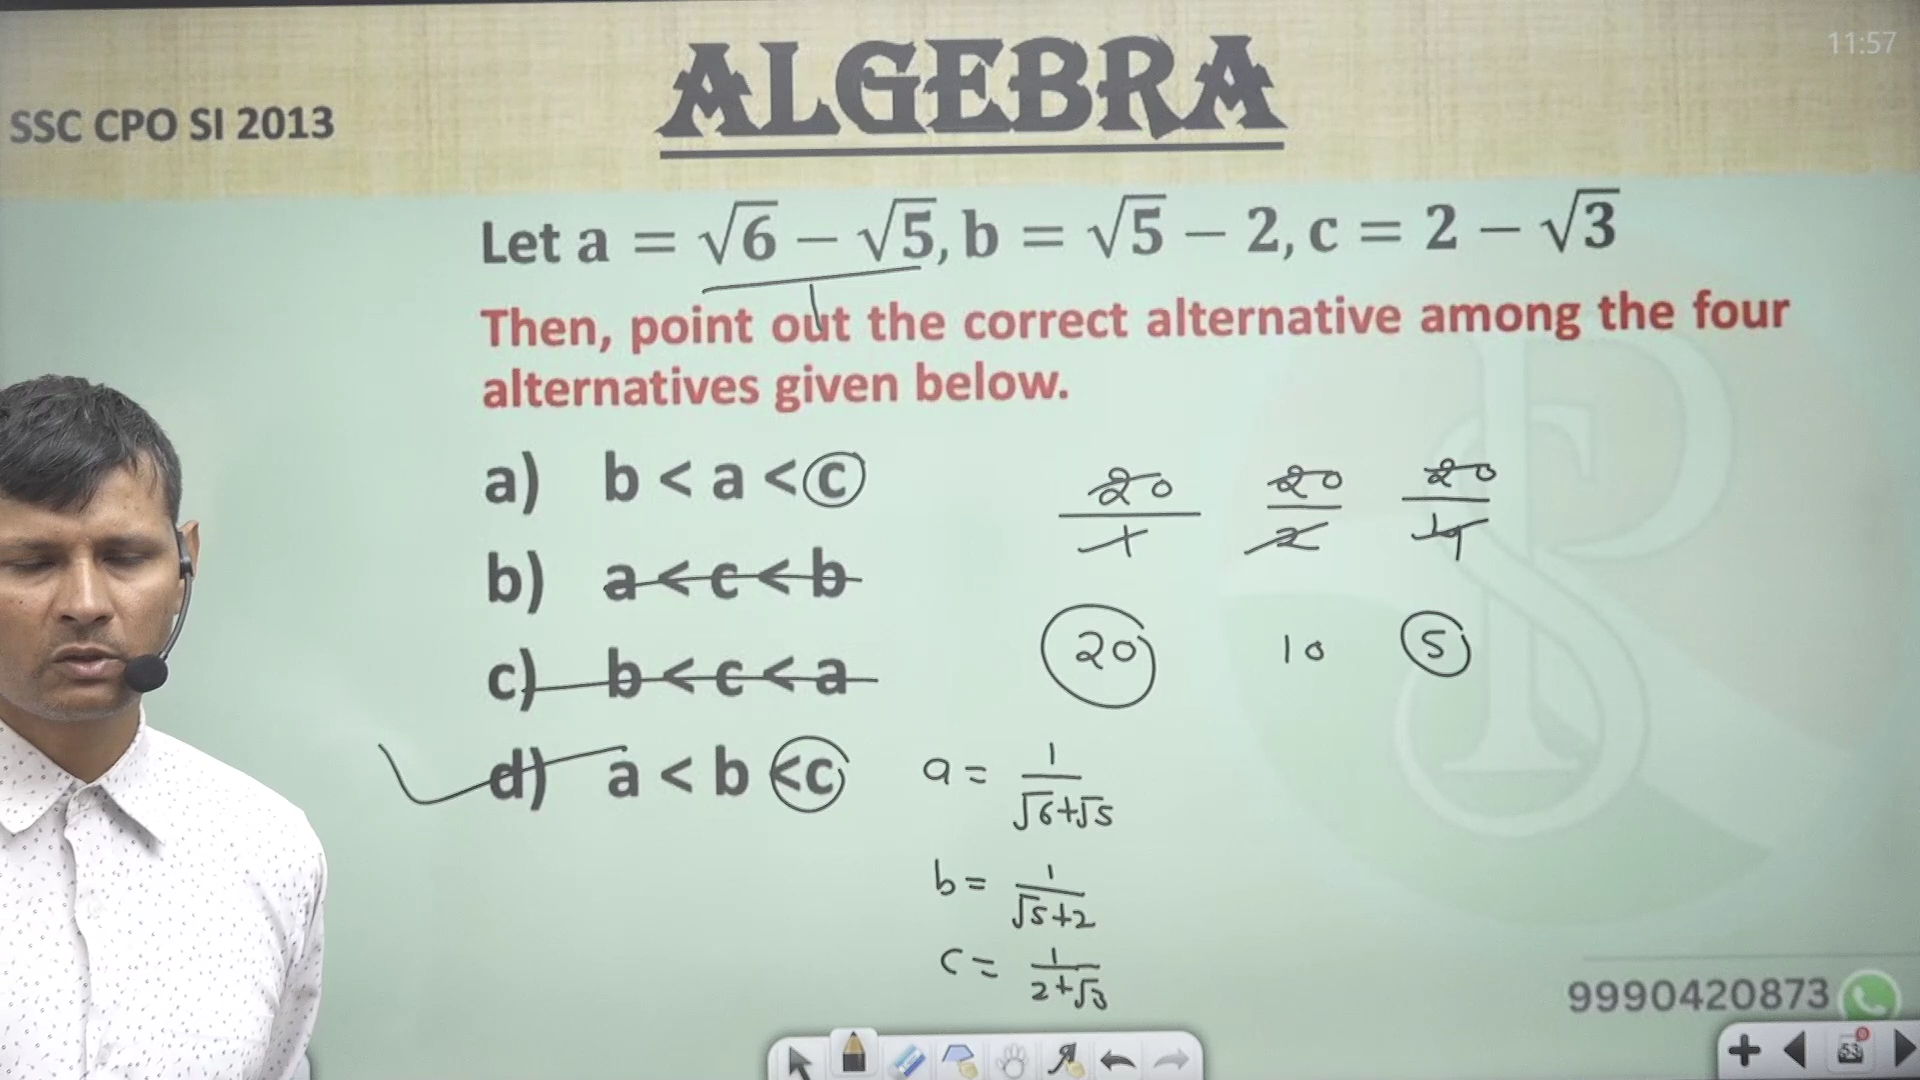 11:57
ALGEBRA
SSC CPO SI 2013
Let a = √6 − √5, b = √5 − 2, c = 2 − √3
Then, point out the correct alternative among the four
alternatives given below.
a) b < a < c
b) a < c < b
c) b < c < a
d) a < b < c
20/1 20/2 20/4
20 10 5
a = 1/(√6+√5)
b = 1/(√5+2)
c = 1/(2+√3)
9990420873
53